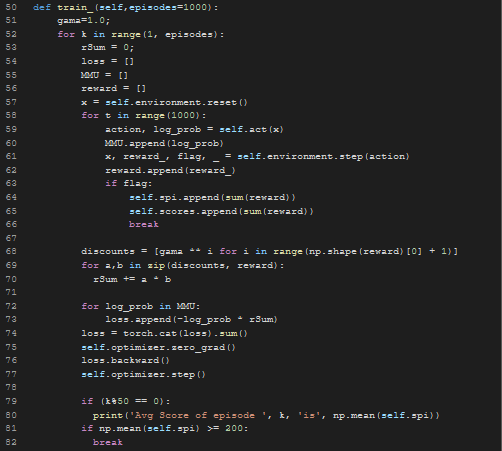 50 def train_(self,episodes=1000):
51 gama=1.0;
52 for k in range(1, episodes):
53 rSum = 0;
54 loss = []
55 MMU = []
56 reward = []
57 x = self.environment.reset()
58 for t in range(1000):
59 action, log_prob = self.act(x)
60 MMU.append(log_prob)
61 x, reward_, flag, _ = self.environment.step(action)
62 reward.append(reward_)
63 if flag:
64 self.spi.append(sum(reward))
65 self.scores.append(sum(reward))
66 break
67
68 discounts = [gama ** i for i in range(np.shape(reward)[0] + 1)]
69 for a,b in zip(discounts, reward):
70 rSum += a * b
71
72 for log_prob in MMU:
73 loss.append(-log_prob * rSum)
74 loss = torch.cat(loss).sum()
75 self.optimizer.zero_grad()
76 loss.backward()
77 self.optimizer.step()
78
79 if (k%50 == 0):
80 print('Avg Score of episode ', k, 'is', np.mean(self.spi))
81 if np.mean(self.spi) >= 200:
82 break